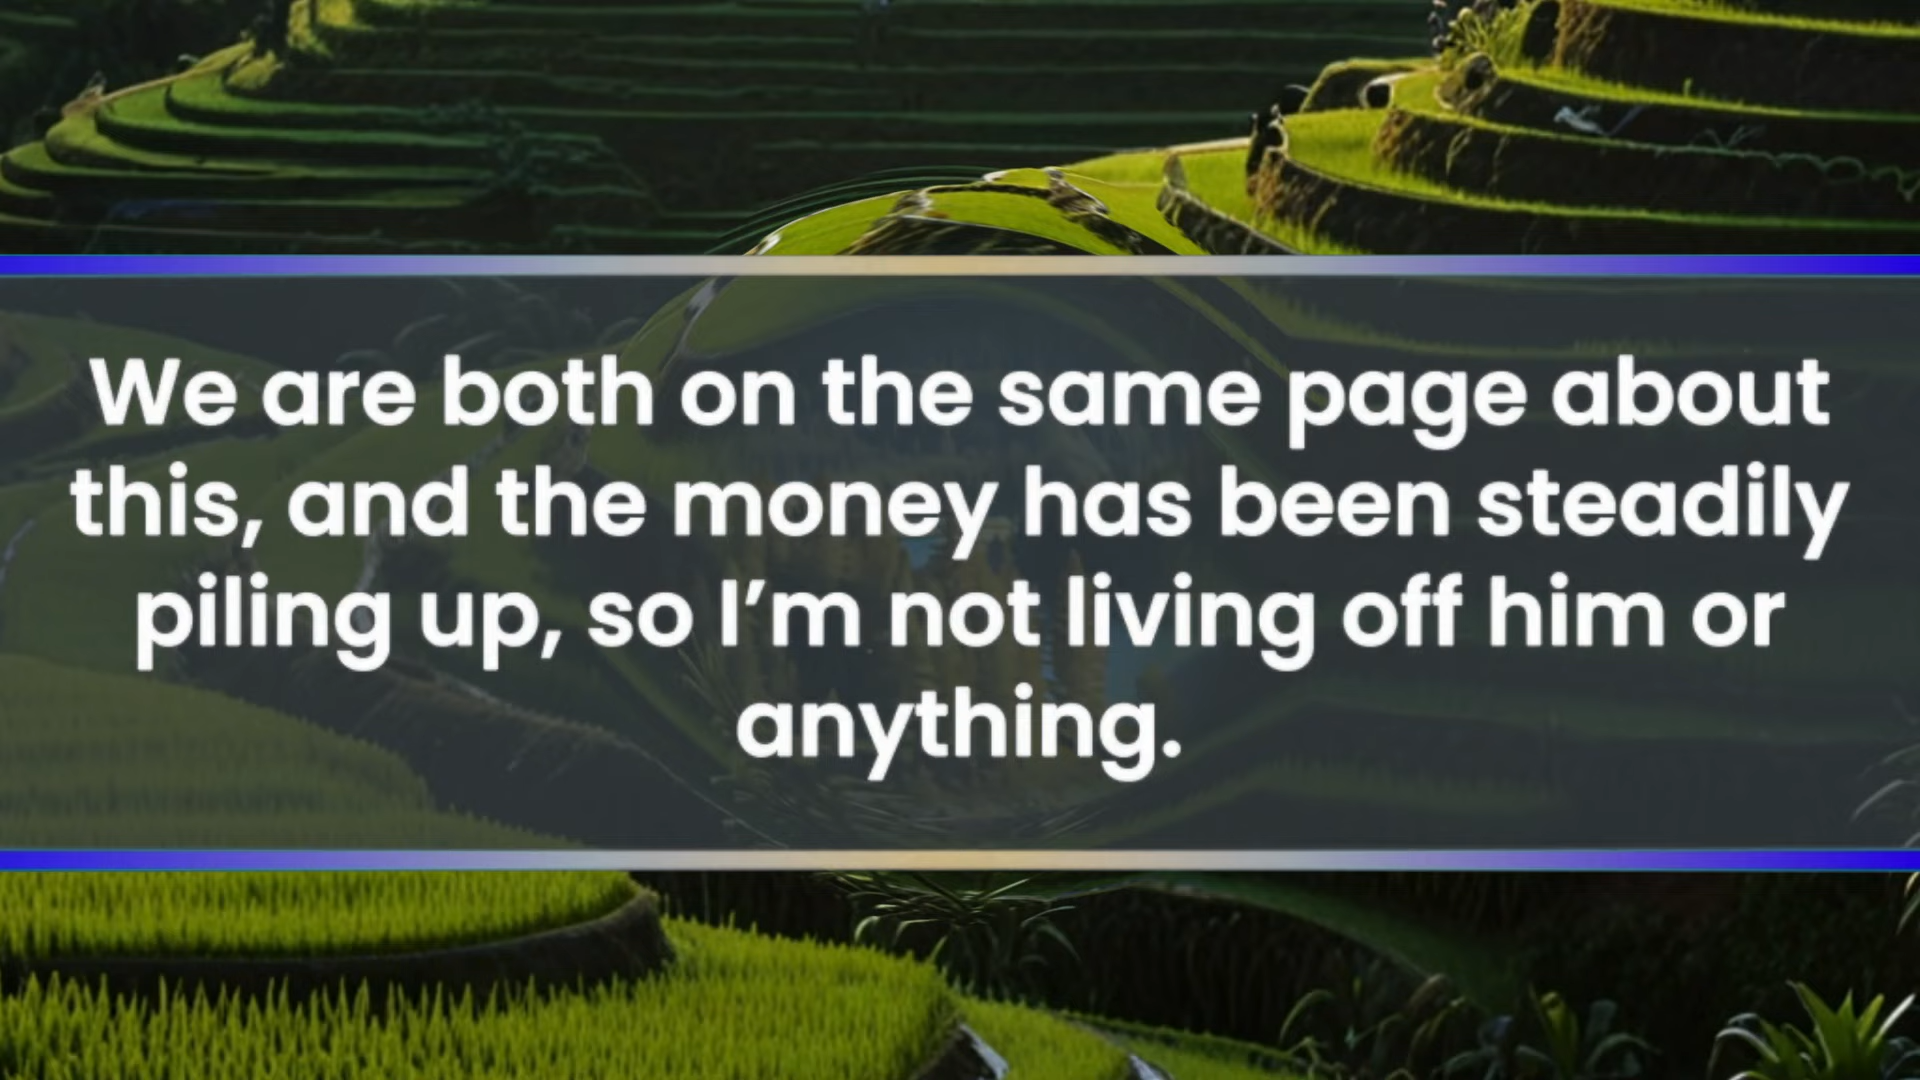 We are both on the same page about
this, and the money has been steadily
piling up, so I’m not living off him or
anything.